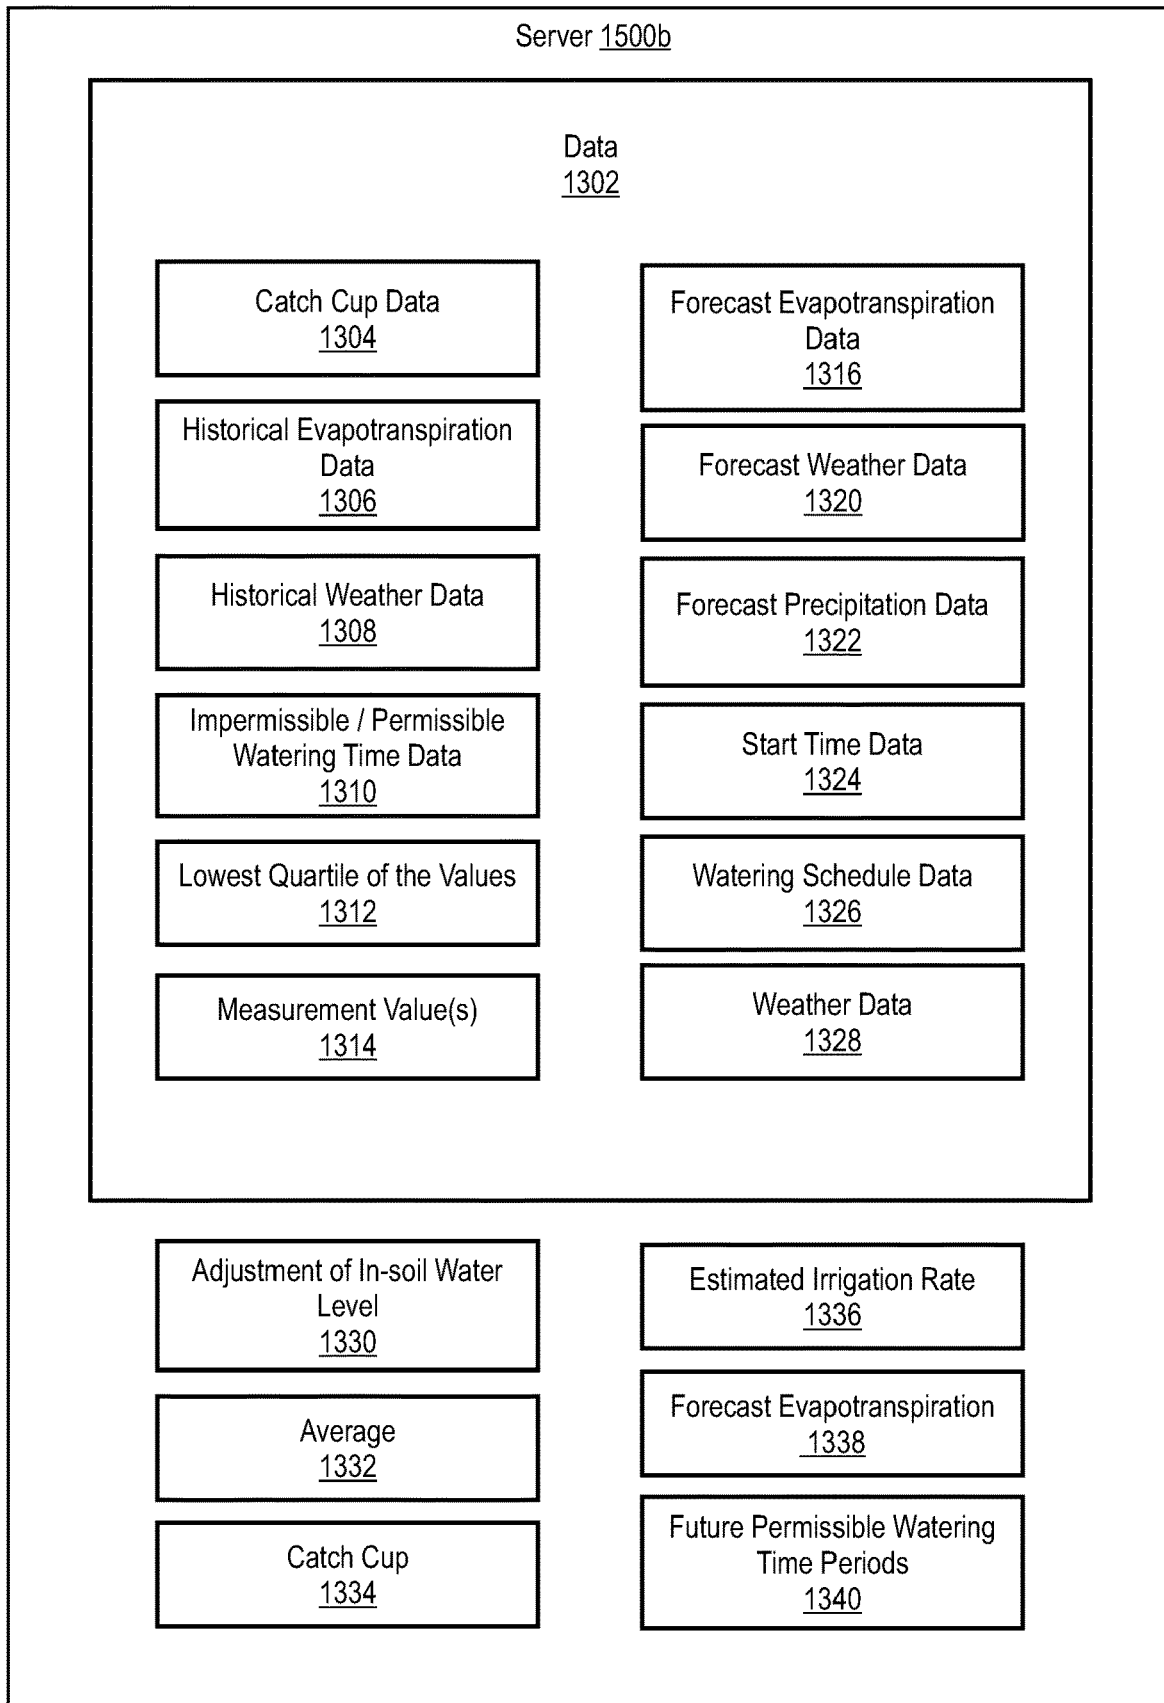 Server 1500b
Data
1302
Catch Cup Data
1304
Historical Evapotranspiration
Data
1306
Historical Weather Data
1308
Impermissible / Permissible
Watering Time Data
1310
Lowest Quartile of the Values
1312
Measurement Value(s)
1314
Forecast Evapotranspiration
Data
1316
Forecast Weather Data
1320
Forecast Precipitation Data
1322
Start Time Data
1324
Watering Schedule Data
1326
Weather Data
1328
Adjustment of In-soil Water
Level
1330
Average
1332
Catch Cup
1334
Estimated Irrigation Rate
1336
Forecast Evapotranspiration
1338
Future Permissible Watering
Time Periods
1340